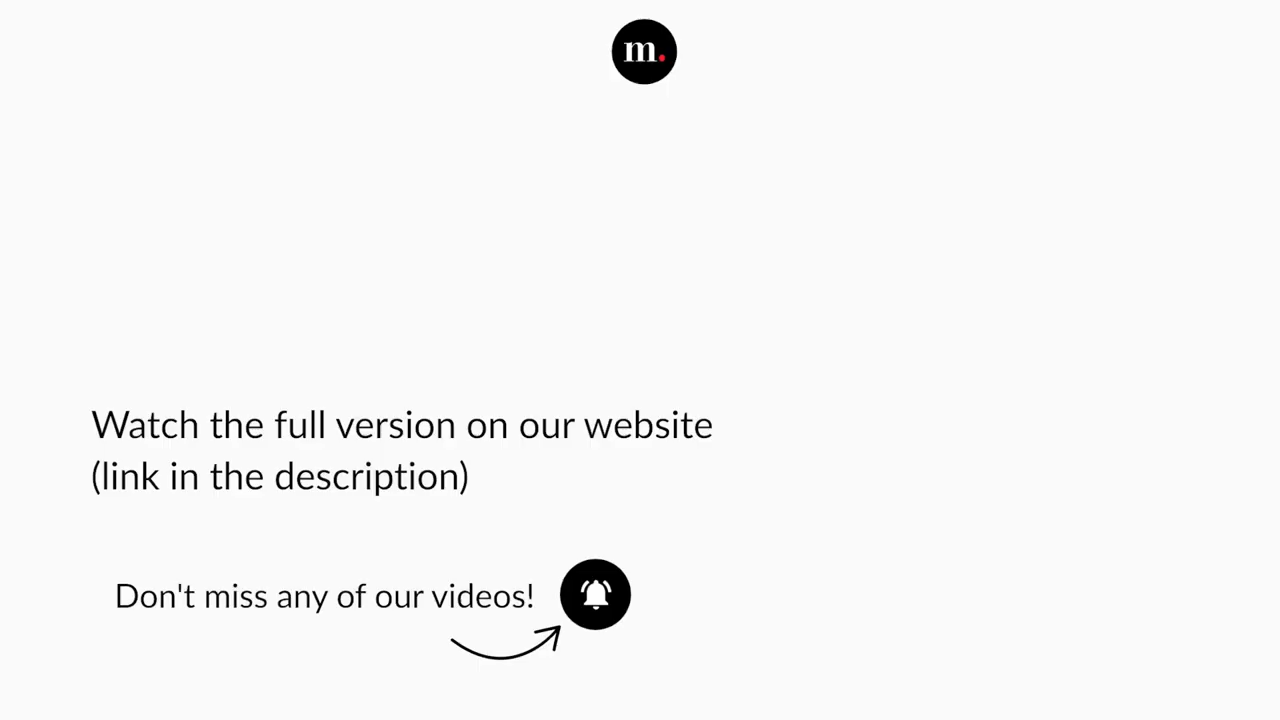 m.
Watch the full version on our website
(link in the description)
Don't miss any of our videos!